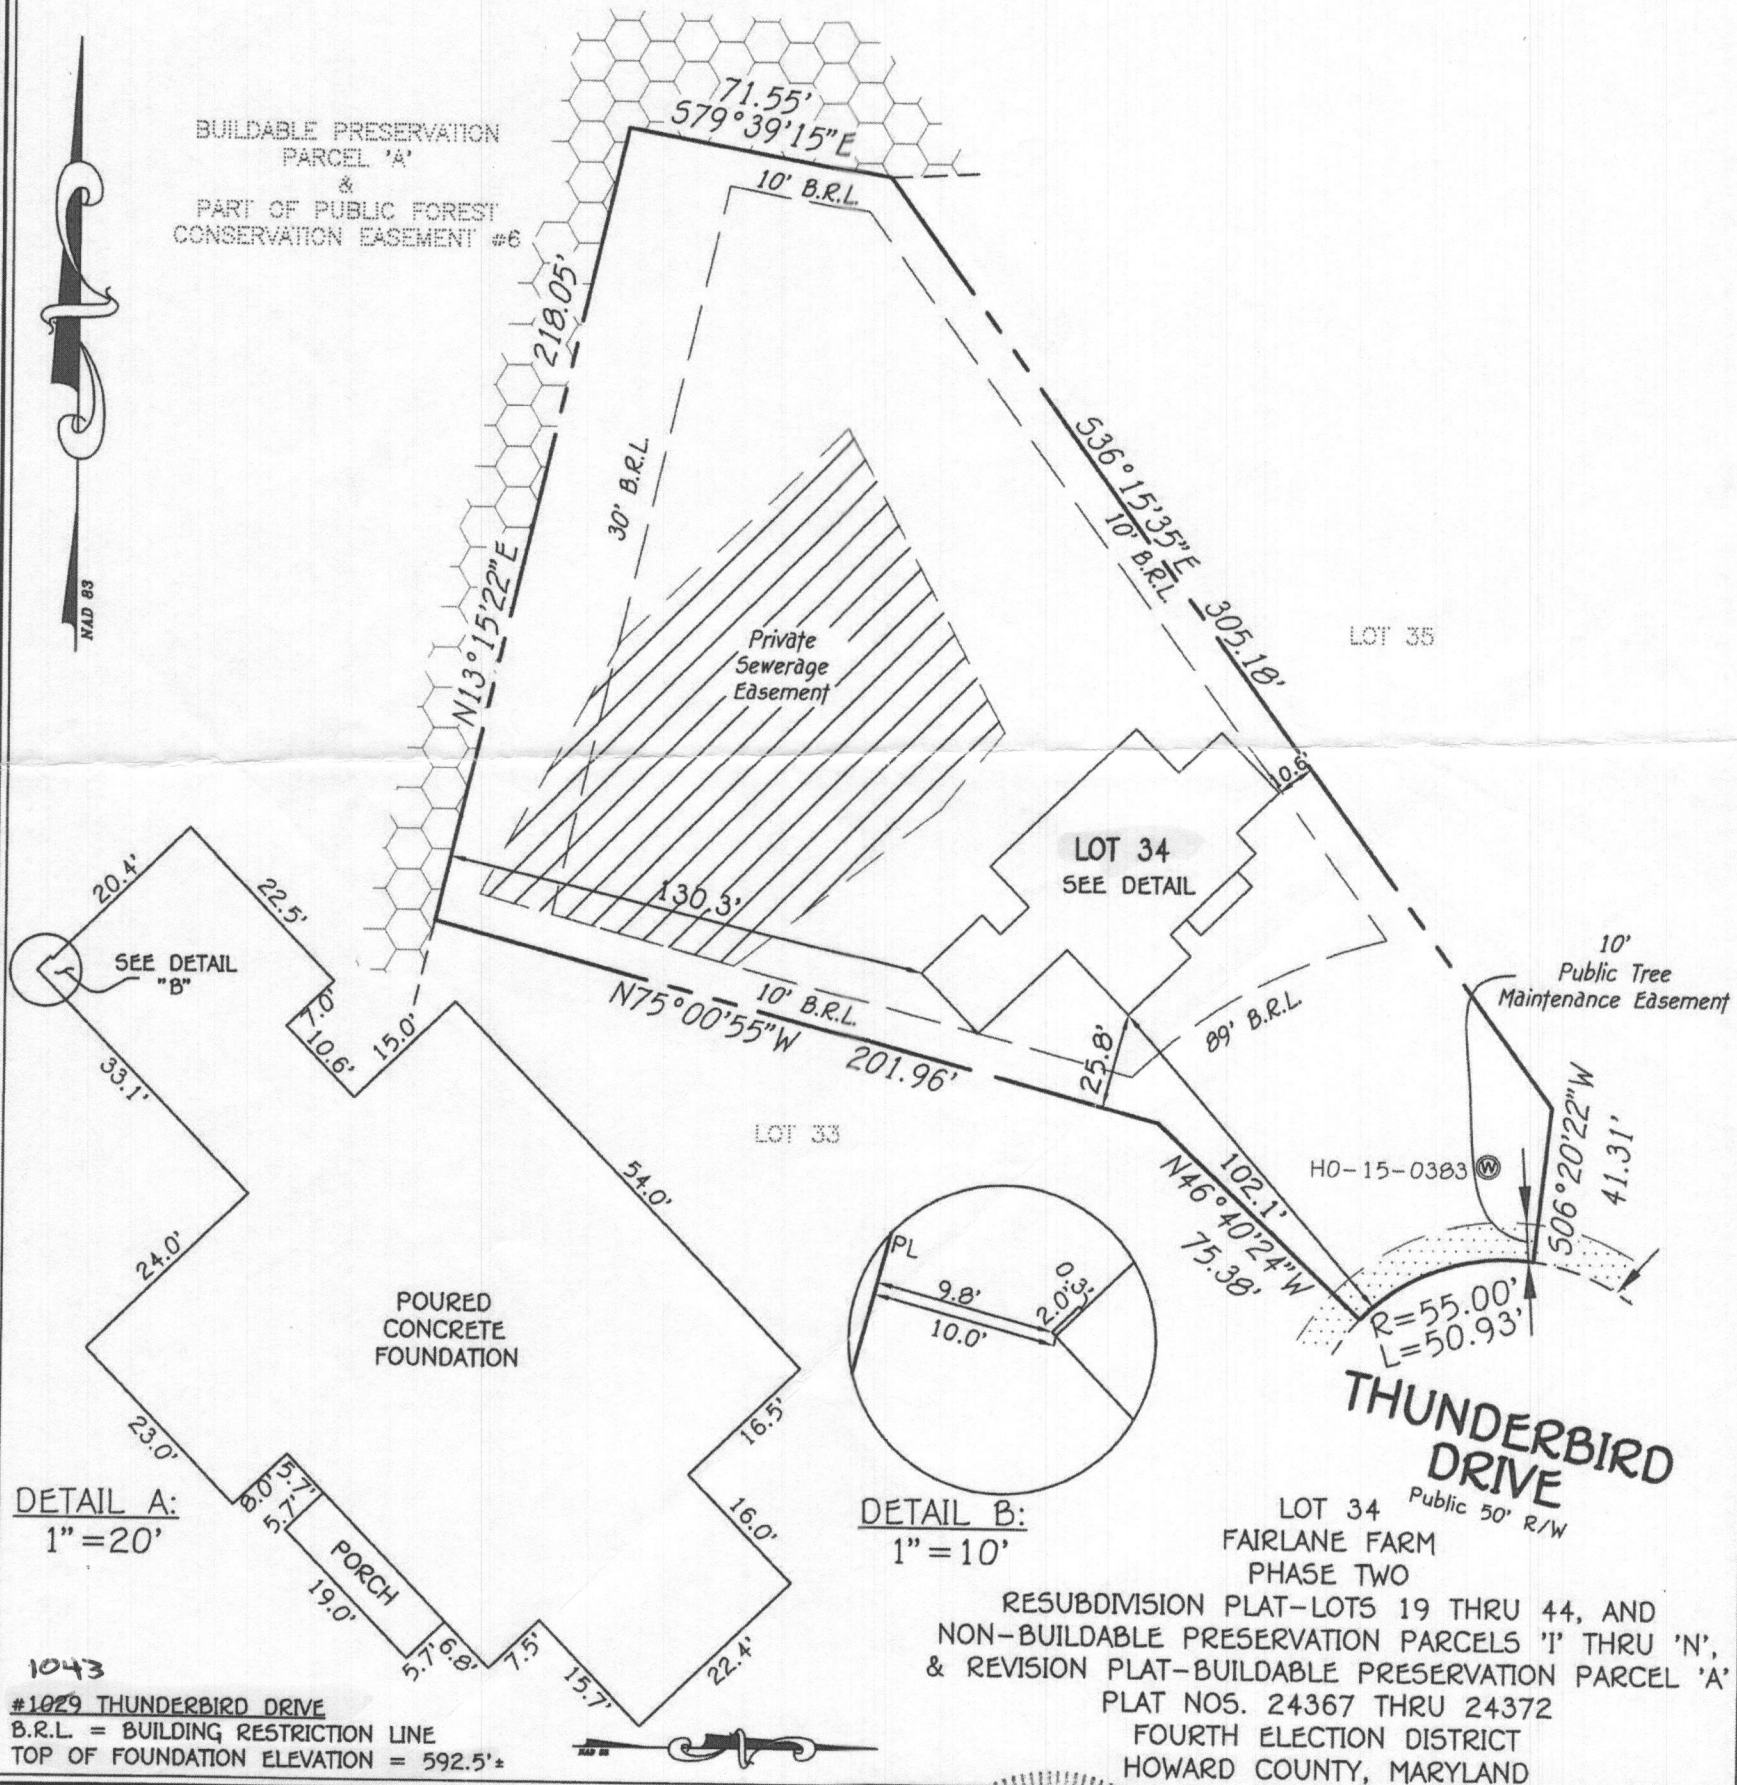 71.55'
S79°39'15"E
BUILDABLE PRESERVATION
PARCEL 'A'
&
PART OF PUBLIC FOREST
CONSERVATION EASEMENT #6
10' B.R.L.
218.05'
N13°15'22"E
30' B.R.L.
S36°15'35"E
305.18'
10' B.R.L.
NAD 83
Private
Sewerage
Easement
LOT 35
10.6'
LOT 34
SEE DETAIL
130.3'
20.4'
22.5'
SEE DETAIL
"B"
7.0'
10.6'
15.0'
33.1'
N75°00'55"W
201.96'
10' B.R.L.
25.8'
89' B.R.L.
10'
Public Tree
Maintenance Easement
LOT 33
54.0'
24.0'
102.1'
N46°40'24"W
75.38'
HO-15-0383 W
S06°20'22"W
41.31'
R=55.00'
L=50.93'
PL
9.8'
10.0'
0.3'
2.0'
POURED
CONCRETE
FOUNDATION
16.5'
16.0'
23.0'
8.0'
5.7'
5.7'
PORCH
19.0'
5.7'
6.8'
7.5'
15.7'
22.4'
DETAIL A:
1"=20'
DETAIL B:
1"=10'
THUNDERBIRD
DRIVE
Public 50' R/W
LOT 34
FAIRLANE FARM
PHASE TWO
RESUBDIVISION PLAT-LOTS 19 THRU 44, AND
NON-BUILDABLE PRESERVATION PARCELS 'I' THRU 'N',
& REVISION PLAT-BUILDABLE PRESERVATION PARCEL 'A'
PLAT NOS. 24367 THRU 24372
FOURTH ELECTION DISTRICT
HOWARD COUNTY, MARYLAND
1043
#1029 THUNDERBIRD DRIVE
B.R.L. = BUILDING RESTRICTION LINE
TOP OF FOUNDATION ELEVATION = 592.5'±
NAD 83